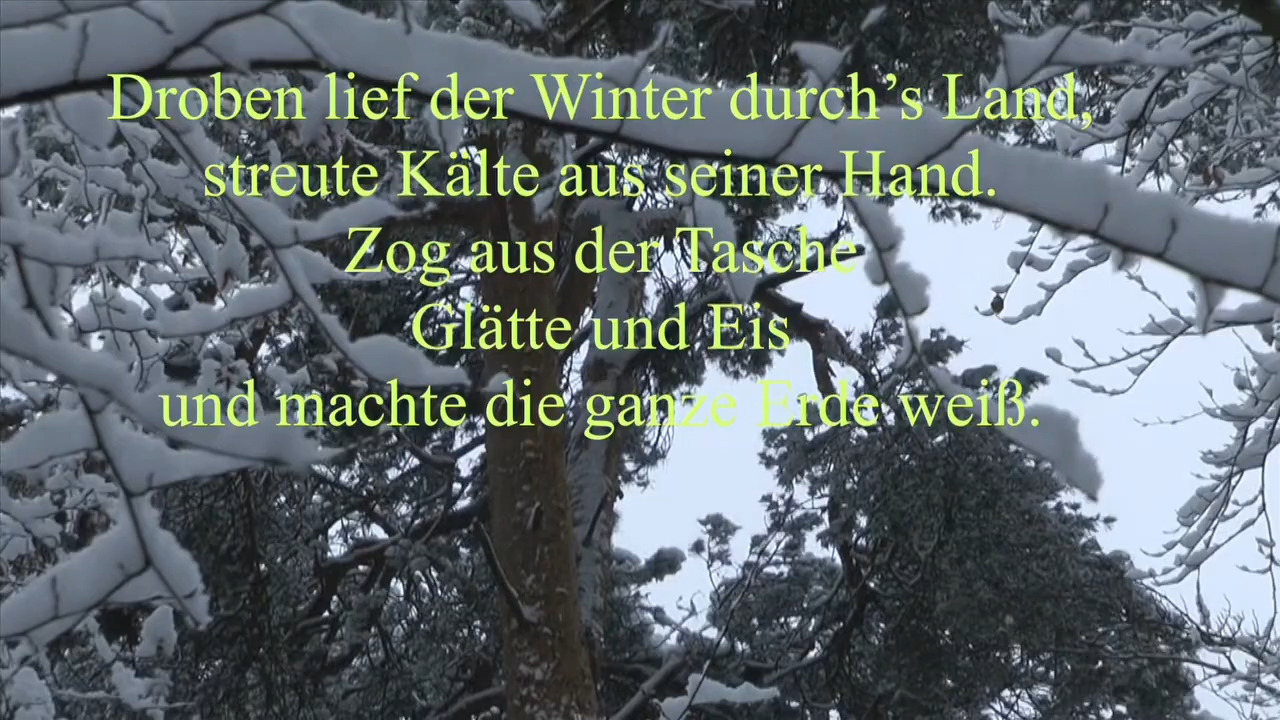 Droben lief der Winter durch’s Land,
streute Kälte aus seiner Hand.
Zog aus der Tasche
Glätte und Eis
und machte die ganze Erde weiß.